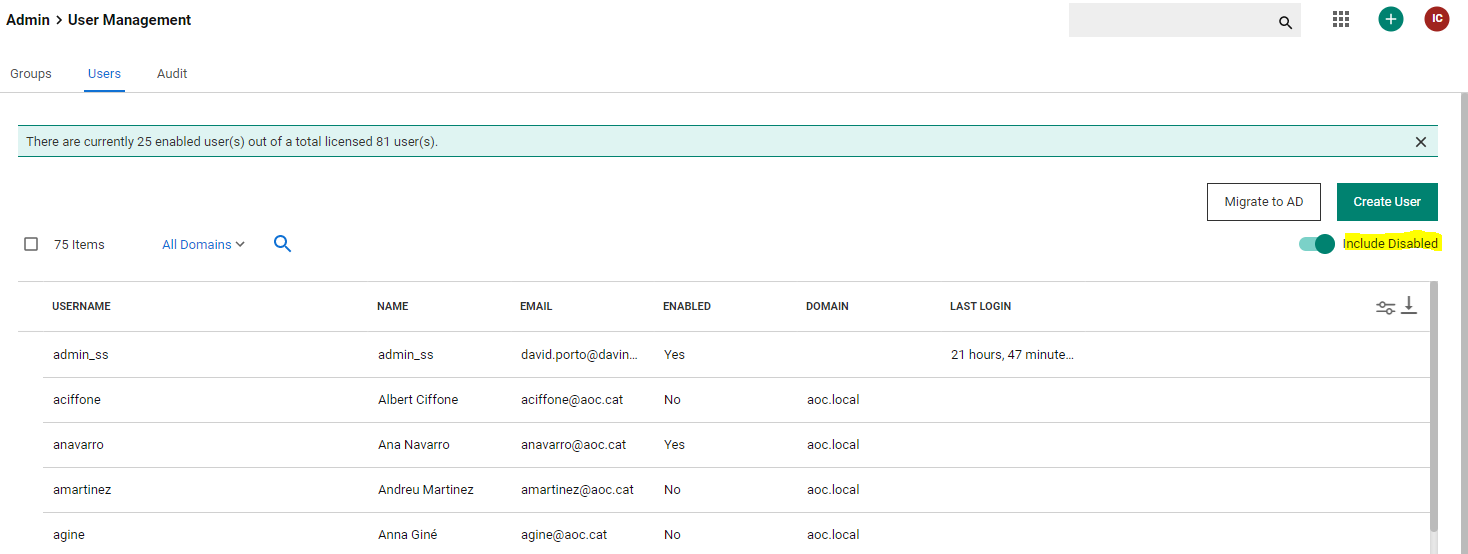 Admin > User Management
IC
Groups Users Audit
There are currently 25 enabled user(s) out of a total licensed 81 user(s).
Migrate to AD Create User
75 Items All Domains Include Disabled
USERNAME NAME EMAIL ENABLED DOMAIN LAST LOGIN
admin_ss admin_ss david.porto@davin... Yes 21 hours, 47 minute...
aciffone Albert Ciffone aciffone@aoc.cat No aoc.local
anavarro Ana Navarro anavarro@aoc.cat Yes aoc.local
amartinez Andreu Martinez amartinez@aoc.cat No aoc.local
agine Anna Giné agine@aoc.cat No aoc.local